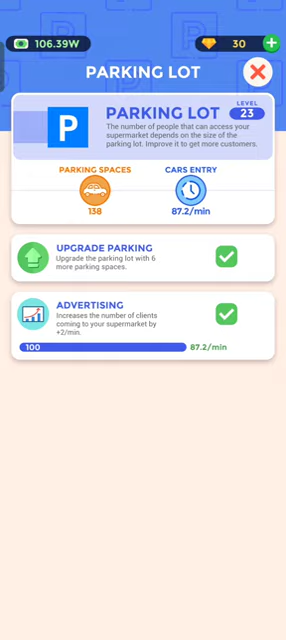 106.39W
30
PARKING LOT
PARKING LOT
LEVEL
23
P
The number of people that can access your
supermarket depends on the size of the
parking lot. Improve it to get more customers.
PARKING SPACES
CARS ENTRY
138
87.2/min
UPGRADE PARKING
Upgrade the parking lot with 6
more parking spaces.
ADVERTISING
Increases the number of clients
coming to your supermarket by
+2/min.
100
87.2/min